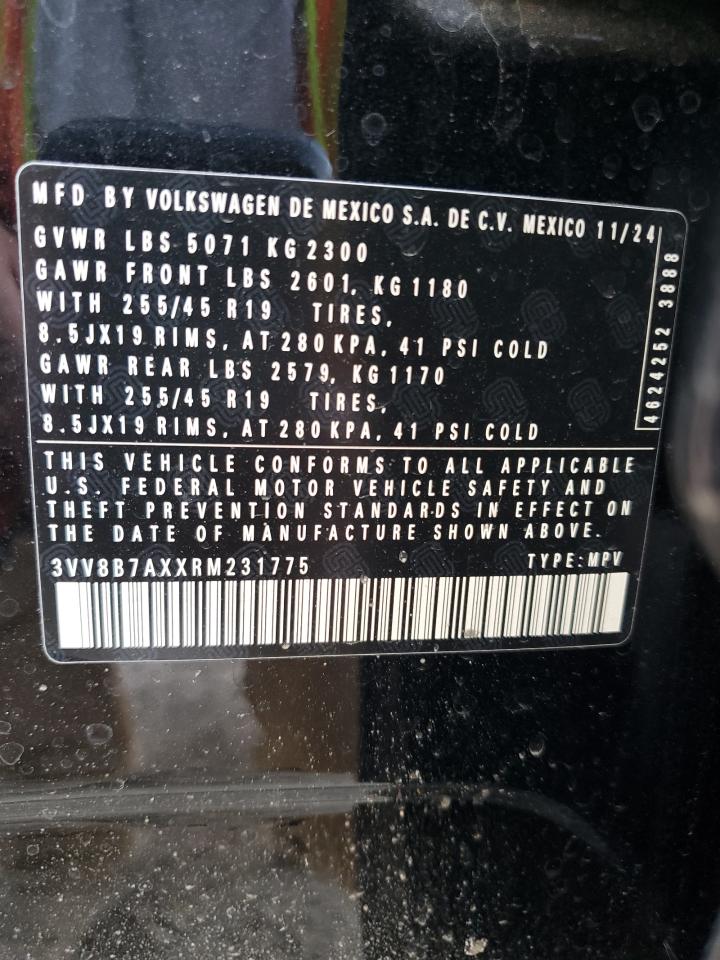 MFD BY VOLKSWAGEN DE MEXICO S.A. DE C.V. MEXICO 11/24
GVWR LBS 5071 KG 2300
GAWR FRONT LBS 2601, KG 1180
WITH 255/45 R19 TIRES,
8.5JX19 RIMS, AT 280 KPA, 41 PSI COLD
GAWR REAR LBS 2579, KG 1170
WITH 255/45 R19 TIRES,
8.5JX19 RIMS, AT 280 KPA, 41 PSI COLD
4624252 3888
THIS VEHICLE CONFORMS TO ALL APPLICABLE
U.S. FEDERAL MOTOR VEHICLE SAFETY AND
THEFT PREVENTION STANDARDS IN EFFECT ON
THE DATE OF MANUFACTURE SHOWN ABOVE.
3VV8B7AXXRM231775 TYPE:MPV